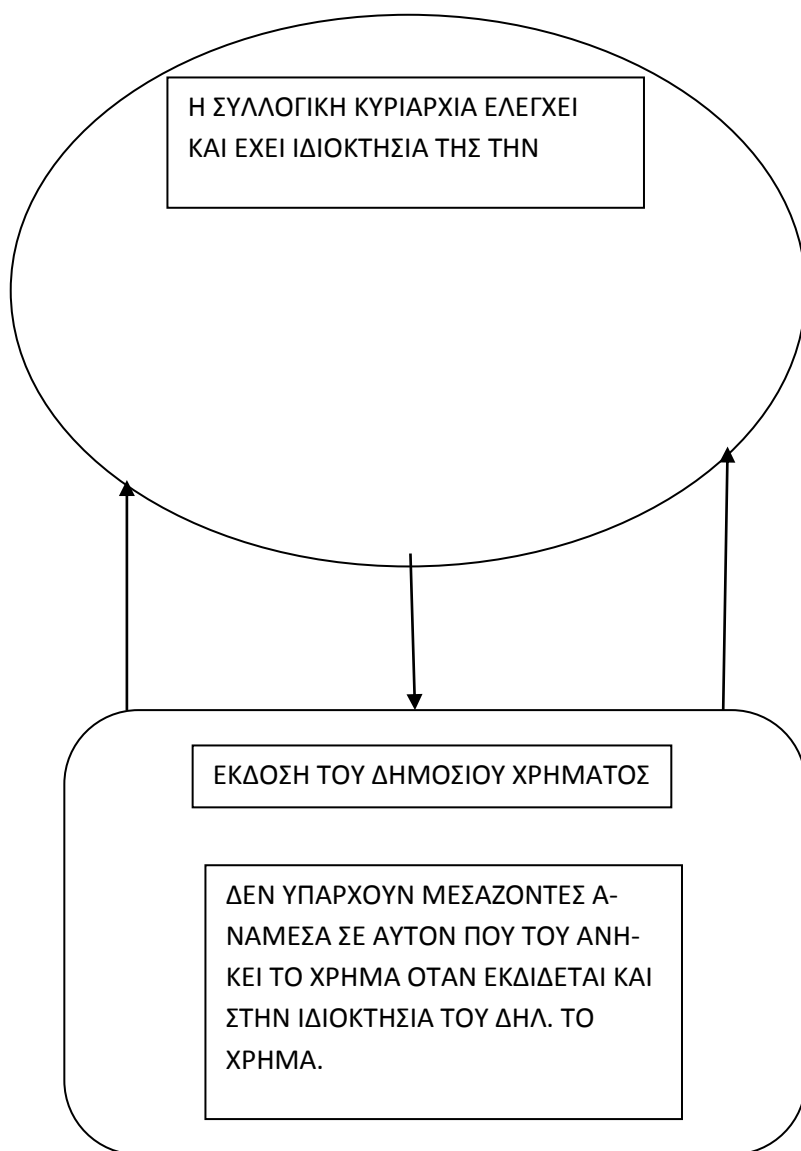 Η ΣΥΛΛΟΓΙΚΗ ΚΥΡΙΑΡΧΙΑ ΕΛΕΓΧΕΙ
ΚΑΙ ΕΧΕΙ ΙΔΙΟΚΤΗΣΙΑ ΤΗΣ ΤΗΝ
ΕΚΔΟΣΗ ΤΟΥ ΔΗΜΟΣΙΟΥ ΧΡΗΜΑΤΟΣ
ΔΕΝ ΥΠΑΡΧΟΥΝ ΜΕΣΑΖΟΝΤΕΣ Α-
ΝΑΜΕΣΑ ΣΕ ΑΥΤΟΝ ΠΟΥ ΤΟΥ ΑΝΗ-
ΚΕΙ ΤΟ ΧΡΗΜΑ ΟΤΑΝ ΕΚΔΙΔΕΤΑΙ ΚΑΙ
ΣΤΗΝ ΙΔΙΟΚΤΗΣΙΑ ΤΟΥ ΔΗΛ. ΤΟ
ΧΡΗΜΑ.